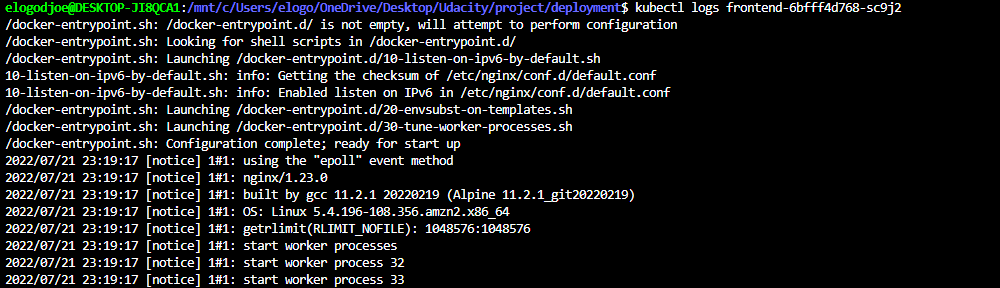 elogodjoe@DESKTOP-JI8QCA1:/mnt/c/Users/elogo/OneDrive/Desktop/Udacity/project/deployment$ kubectl logs frontend-6bfff4d768-sc9j2
/docker-entrypoint.sh: /docker-entrypoint.d/ is not empty, will attempt to perform configuration
/docker-entrypoint.sh: Looking for shell scripts in /docker-entrypoint.d/
/docker-entrypoint.sh: Launching /docker-entrypoint.d/10-listen-on-ipv6-by-default.sh
10-listen-on-ipv6-by-default.sh: info: Getting the checksum of /etc/nginx/conf.d/default.conf
10-listen-on-ipv6-by-default.sh: info: Enabled listen on IPv6 in /etc/nginx/conf.d/default.conf
/docker-entrypoint.sh: Launching /docker-entrypoint.d/20-envsubst-on-templates.sh
/docker-entrypoint.sh: Launching /docker-entrypoint.d/30-tune-worker-processes.sh
/docker-entrypoint.sh: Configuration complete; ready for start up
2022/07/21 23:19:17 [notice] 1#1: using the "epoll" event method
2022/07/21 23:19:17 [notice] 1#1: nginx/1.23.0
2022/07/21 23:19:17 [notice] 1#1: built by gcc 11.2.1 20220219 (Alpine 11.2.1_git20220219)
2022/07/21 23:19:17 [notice] 1#1: OS: Linux 5.4.196-108.356.amzn2.x86_64
2022/07/21 23:19:17 [notice] 1#1: getrlimit(RLIMIT_NOFILE): 1048576:1048576
2022/07/21 23:19:17 [notice] 1#1: start worker processes
2022/07/21 23:19:17 [notice] 1#1: start worker process 32
2022/07/21 23:19:17 [notice] 1#1: start worker process 33